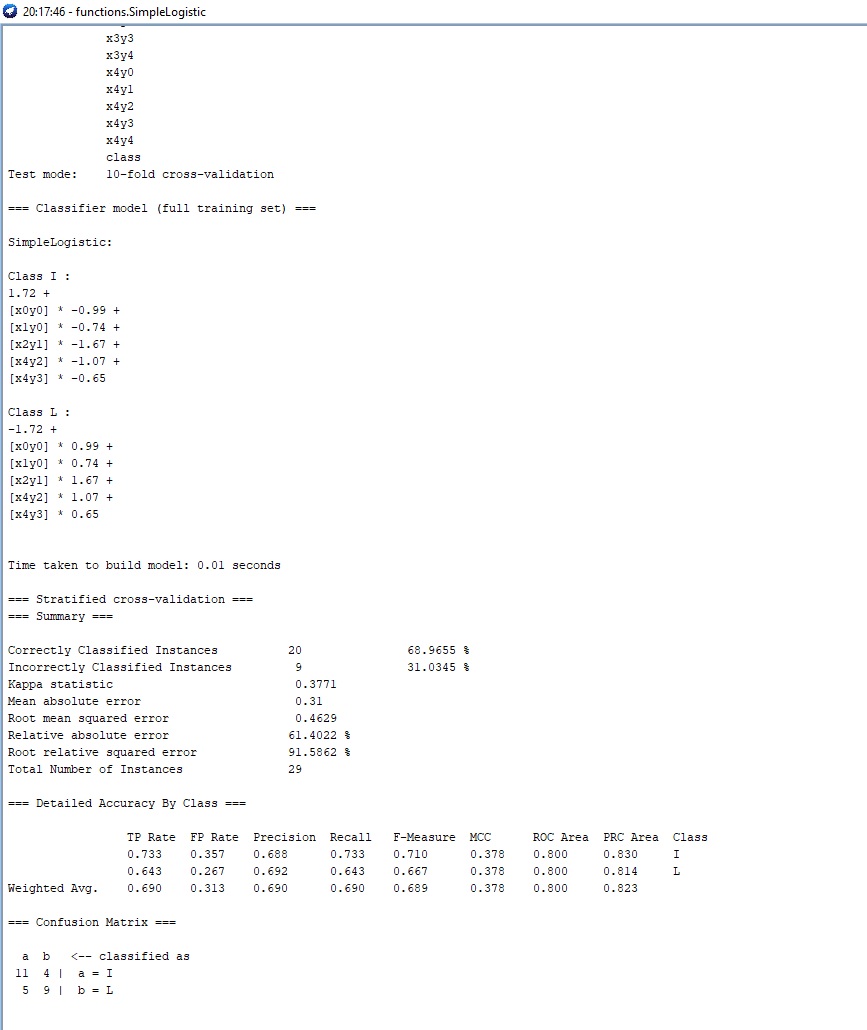 20:17:46 - functions.SimpleLogistic
x3y3
x3y4
x4y0
x4y1
x4y2
x4y3
x4y4
class
Test mode:    10-fold cross-validation
=== Classifier model (full training set) ===
SimpleLogistic:
Class I :
1.72 +
[x0y0] * -0.99 +
[x1y0] * -0.74 +
[x2y1] * -1.67 +
[x4y2] * -1.07 +
[x4y3] * -0.65
Class L :
-1.72 +
[x0y0] * 0.99 +
[x1y0] * 0.74 +
[x2y1] * 1.67 +
[x4y2] * 1.07 +
[x4y3] * 0.65
Time taken to build model: 0.01 seconds
=== Stratified cross-validation ===
=== Summary ===
Correctly Classified Instances          20               68.9655 %
Incorrectly Classified Instances         9               31.0345 %
Kappa statistic                          0.3771
Mean absolute error                      0.31
Root mean squared error                  0.4629
Relative absolute error                 61.4022 %
Root relative squared error             91.5862 %
Total Number of Instances               29
=== Detailed Accuracy By Class ===
TP Rate  FP Rate  Precision  Recall   F-Measure  MCC      ROC Area  PRC Area  Class
0.733    0.357    0.688      0.733    0.710      0.378    0.800     0.830     I
0.643    0.267    0.692      0.643    0.667      0.378    0.800     0.814     L
Weighted Avg.    0.690    0.313    0.690      0.690    0.689      0.378    0.800     0.823
=== Confusion Matrix ===
a  b   <-- classified as
11  4 |  a = I
5  9 |  b = L